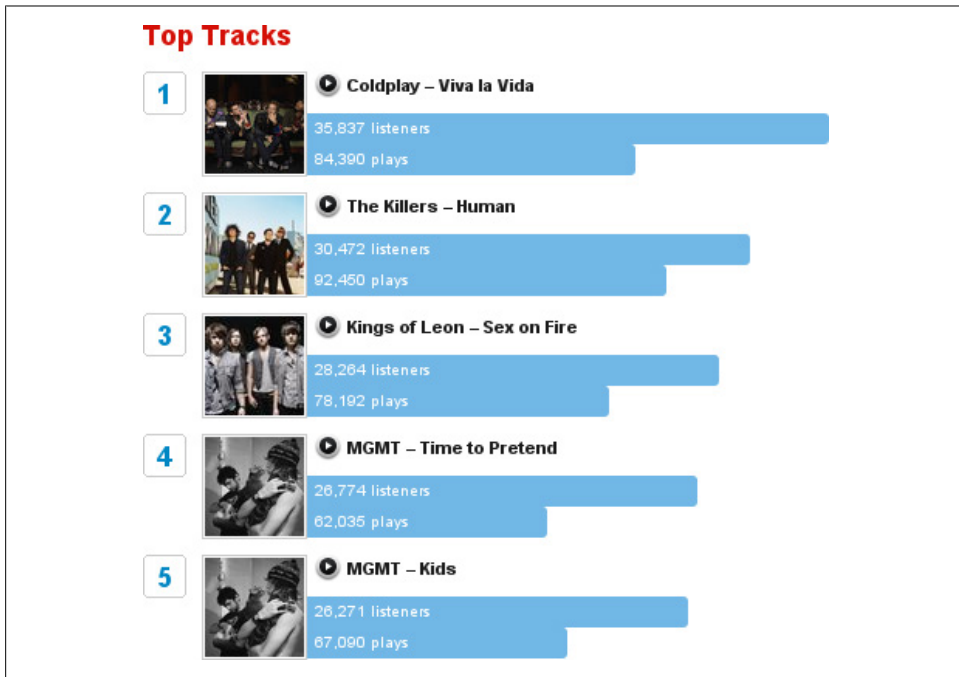 Top Tracks
1
Coldplay – Viva la Vida
35,837 listeners
84,390 plays
2
The Killers – Human
30,472 listeners
92,450 plays
3
Kings of Leon – Sex on Fire
28,264 listeners
78,192 plays
4
MGMT – Time to Pretend
26,774 listeners
62,035 plays
5
MGMT – Kids
26,271 listeners
67,090 plays